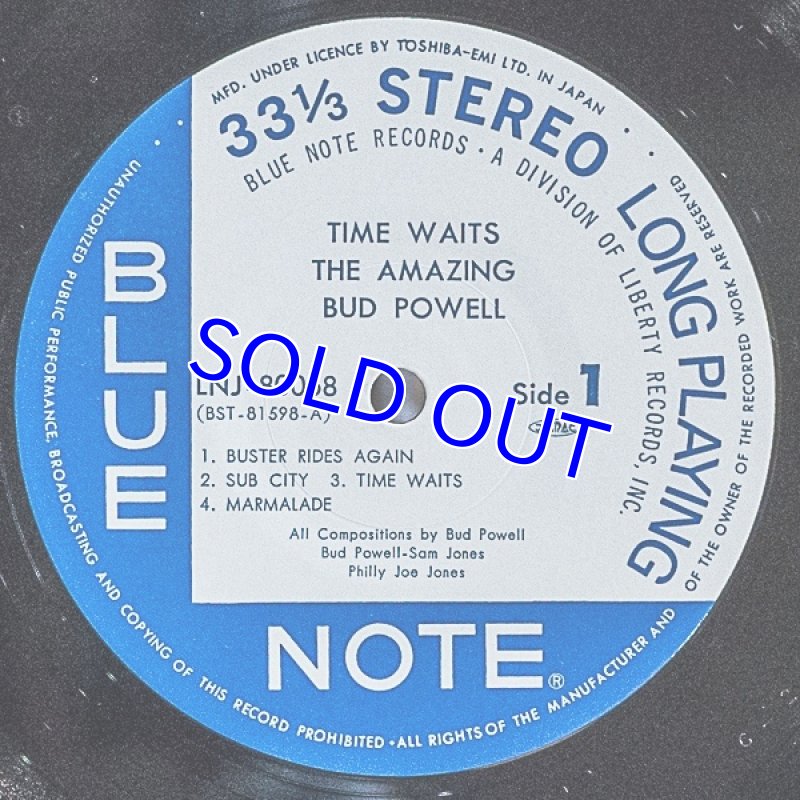 MFD. UNDER LICENCE BY TOSHIBA-EMI LTD. IN JAPAN
33⅓ STEREO LONG PLAYING
BLUE NOTE RECORDS · A DIVISION OF LIBERTY RECORDS, INC.
TIME WAITS
THE AMAZING
BUD POWELL
SOLD OUT
Side 1
(BST-81598-A)
1. BUSTER RIDES AGAIN
2. SUB CITY 3. TIME WAITS
4. MARMALADE
All Compositions by Bud Powell
Bud Powell-Sam Jones
Philly Joe Jones
BLUE
NOTE®
UNAUTHORIZED PUBLIC PERFORMANCE, BROADCASTING AND COPYING OF THIS RECORD PROHIBITED • ALL RIGHTS OF THE MANUFACTURER AND OF THE OWNER OF THE RECORDED WORK ARE RESERVED
G